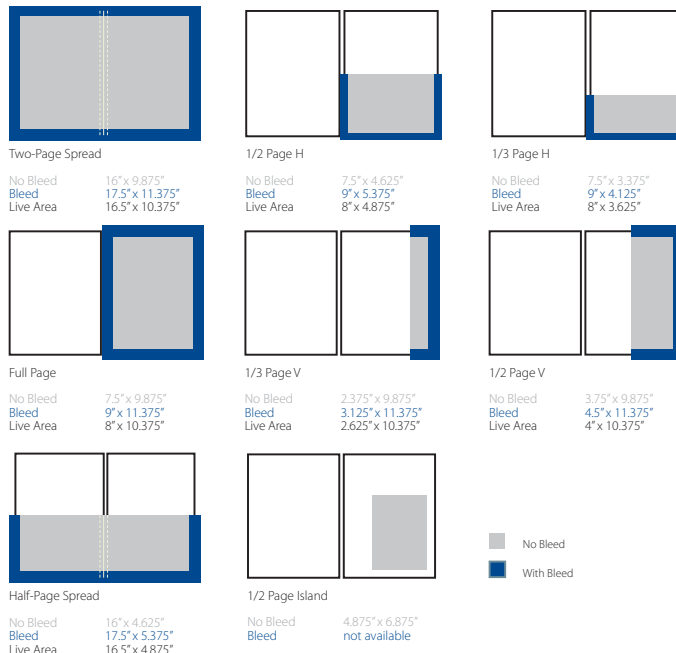 Two-Page Spread
No Bleed 16” x 9.875”
Bleed 17.5” x 11.375”
Live Area 16.5” x 10.375”
1/2 Page H
No Bleed 7.5” x 4.625”
Bleed 9” x 5.375”
Live Area 8” x 4.875”
1/3 Page H
No Bleed 7.5” x 3.375”
Bleed 9” x 4.125”
Live Area 8” x 3.625”
Full Page
No Bleed 7.5” x 9.875”
Bleed 9” x 11.375”
Live Area 8” x 10.375”
1/3 Page V
No Bleed 2.375” x 9.875”
Bleed 3.125” x 11.375”
Live Area 2.625” x 10.375”
1/2 Page V
No Bleed 3.75” x 9.875”
Bleed 4.5” x 11.375”
Live Area 4” x 10.375”
Half-Page Spread
No Bleed 16” x 4.625”
Bleed 17.5” x 5.375”
Live Area 16.5” x 4.875”
1/2 Page Island
No Bleed 4.875” x 6.875”
Bleed not available
No Bleed
With Bleed